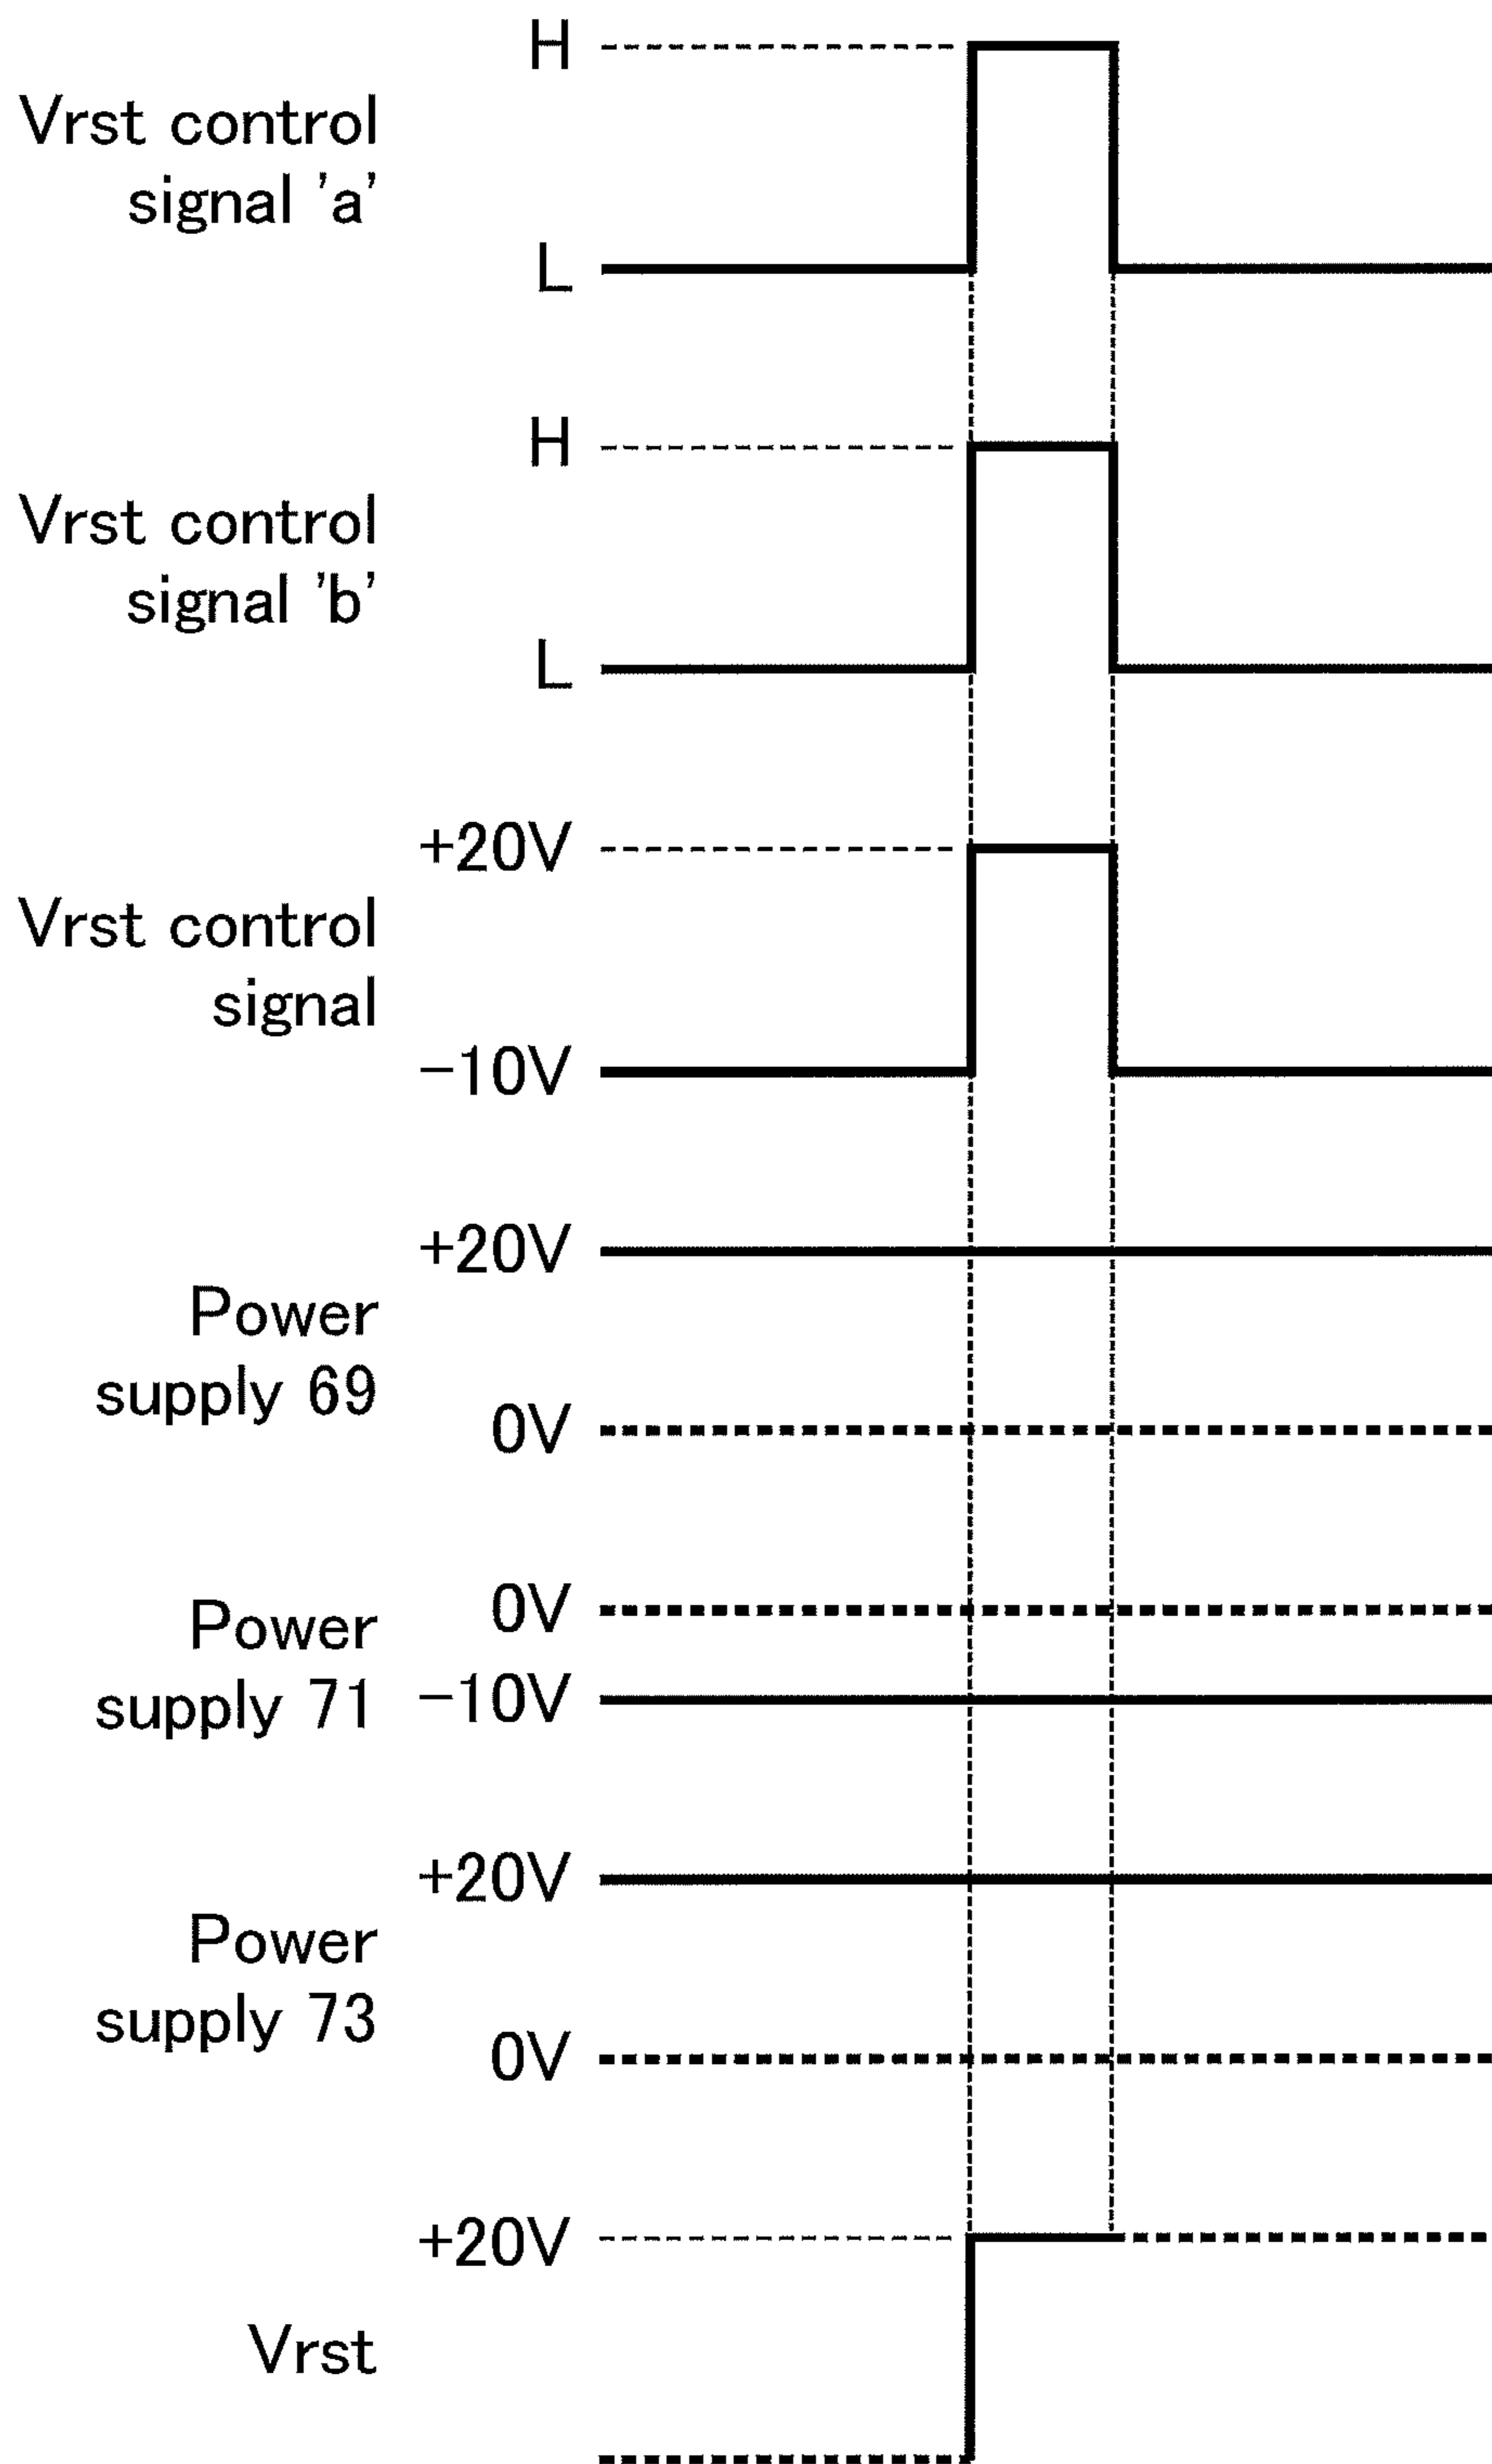 H
Vrst control
signal 'a'
L
H
Vrst control
signal 'b'
L
+20V
Vrst control
signal
-10V
+20V
Power
supply 69
0V
0V
Power
supply 71
-10V
+20V
Power
supply 73
0V
+20V
Vrst